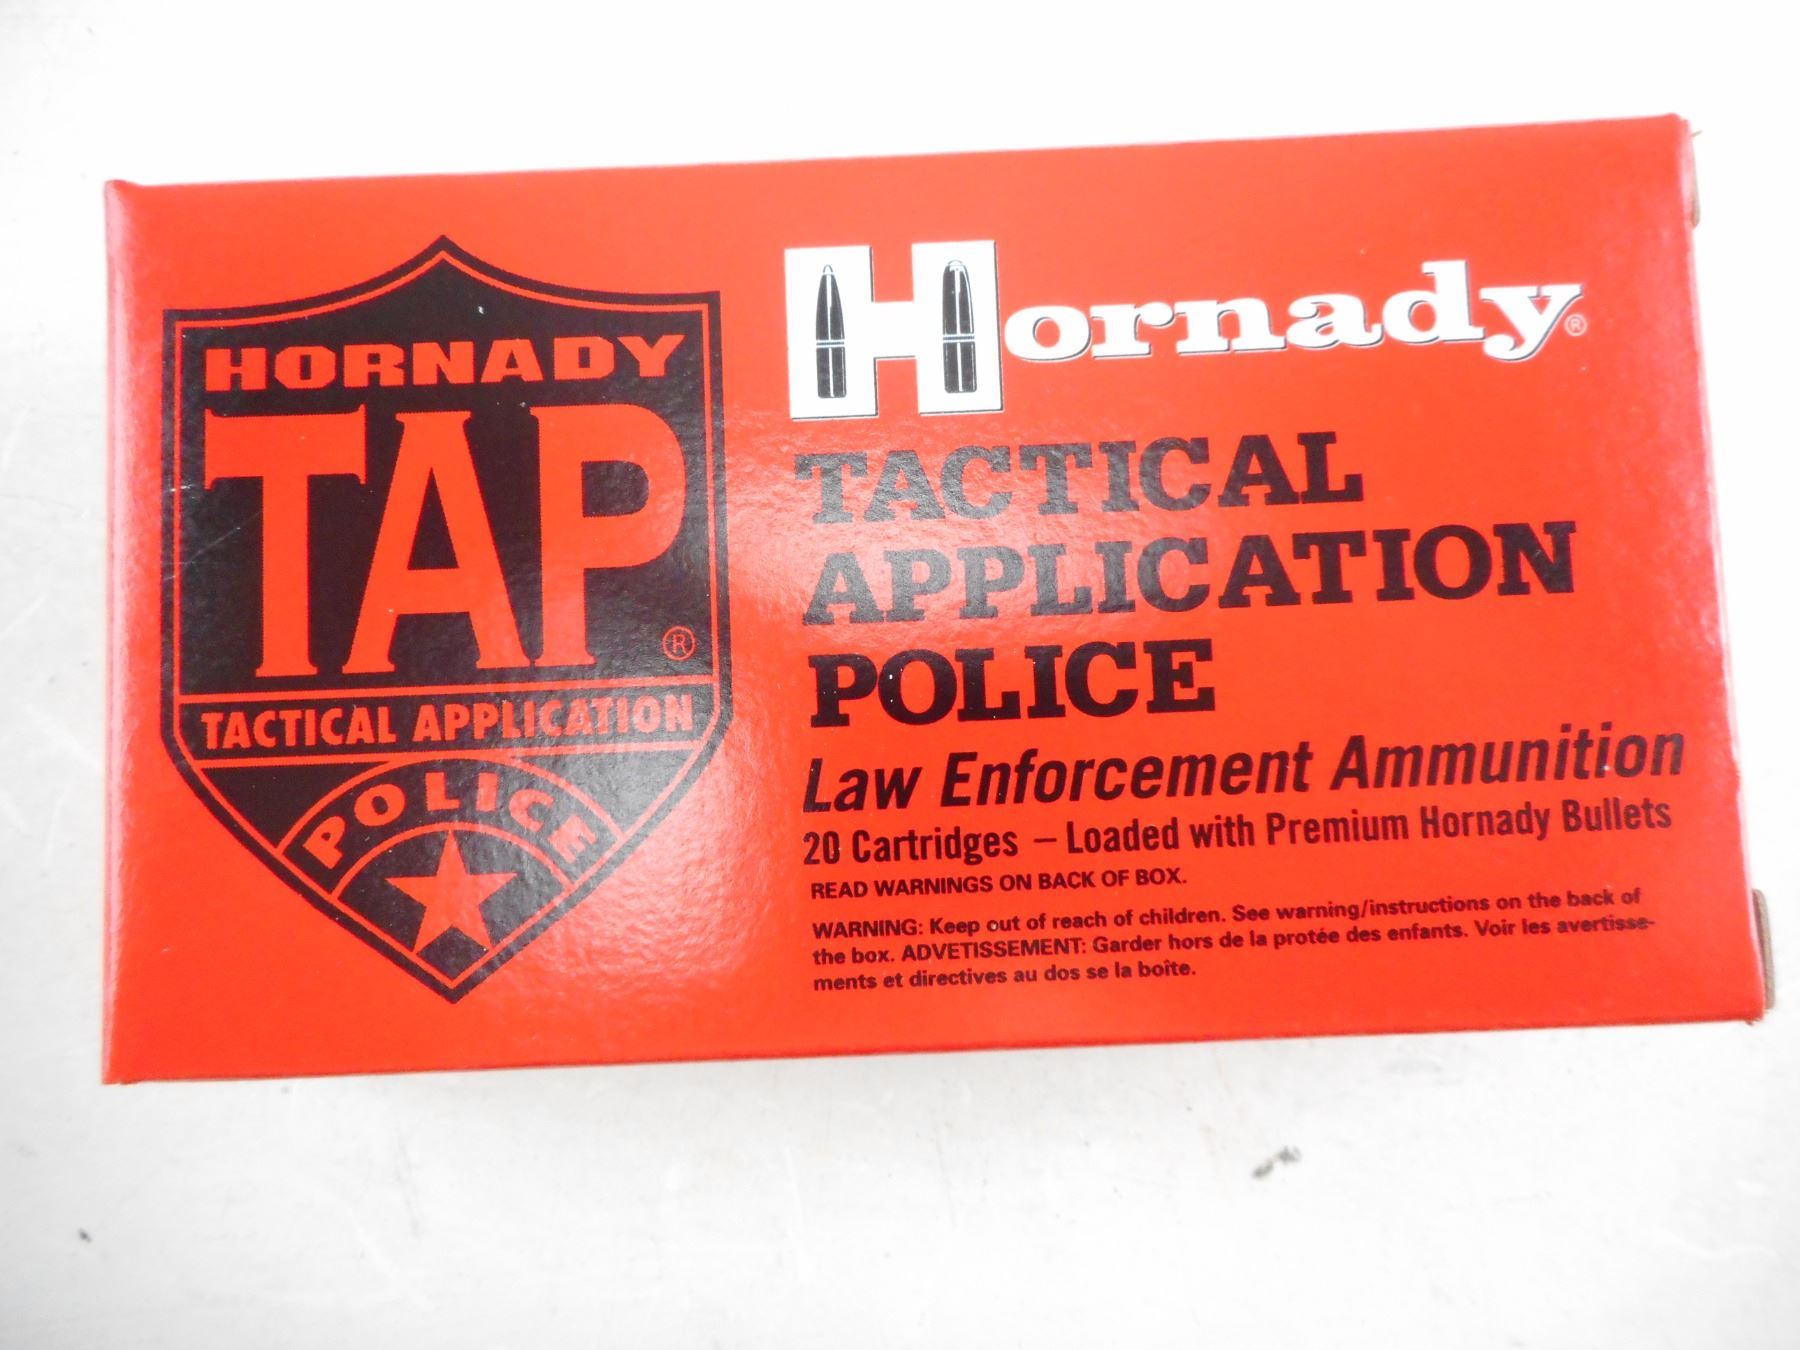 HORNADY
TAP®
TACTICAL APPLICATION
POLICE
Hornady®
TACTICAL
APPLICATION
POLICE
Law Enforcement Ammunition
20 Cartridges – Loaded with Premium Hornady Bullets
READ WARNINGS ON BACK OF BOX.
WARNING: Keep out of reach of children. See warning/instructions on the back of
the box. ADVETISSEMENT: Garder hors de la protée des enfants. Voir les avertisse-
ments et directives au dos se la boîte.